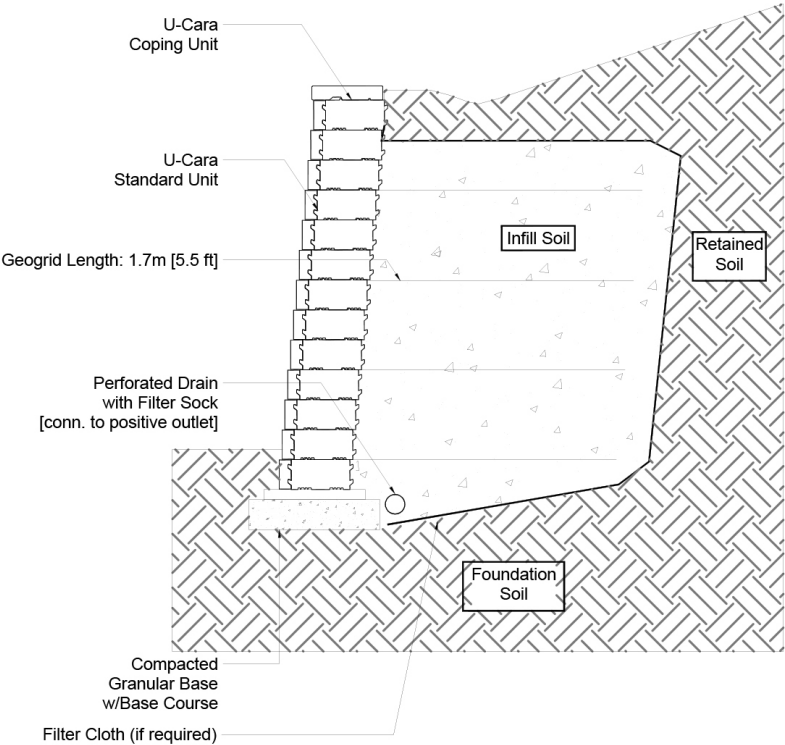 U-Cara
Coping Unit
U-Cara
Standard Unit
Infill Soil
Retained
Soil
Geogrid Length: 1.7m [5.5 ft]
Perforated Drain
with Filter Sock
[conn. to positive outlet]
Foundation
Soil
Compacted
Granular Base
w/Base Course
Filter Cloth (if required)